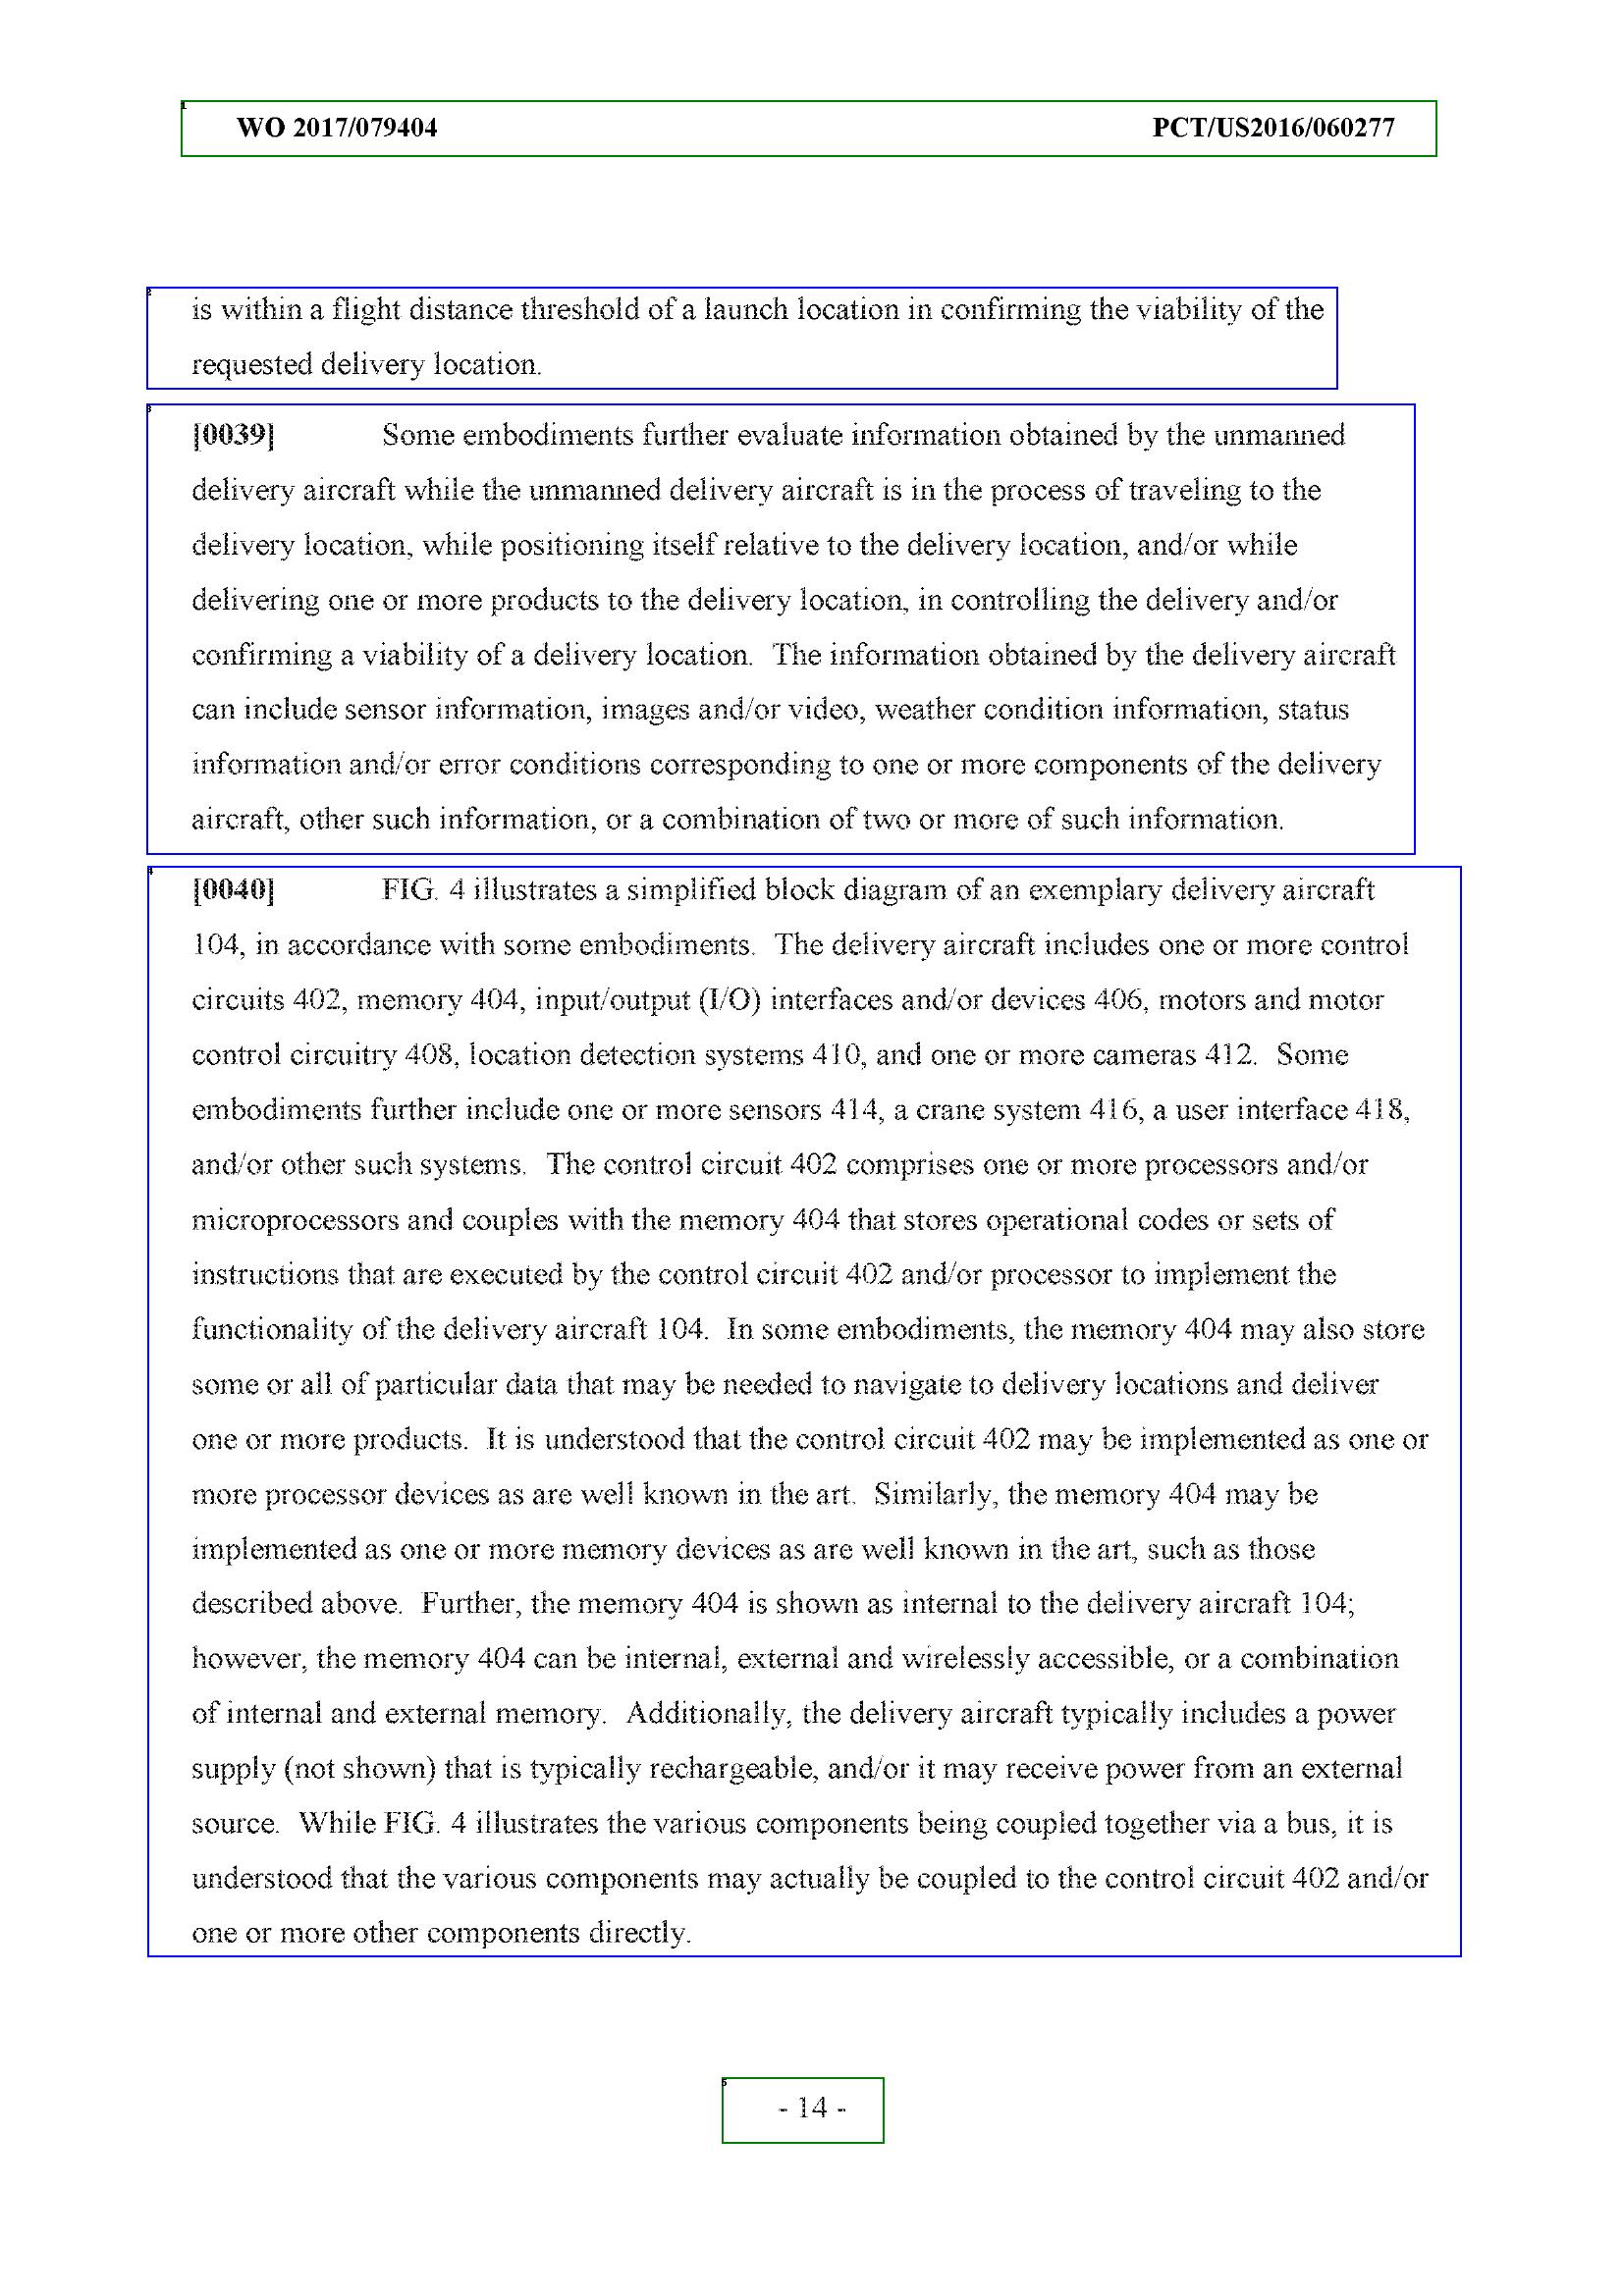 WO 2017/079404 PCT/US2016/060277
is within a flight distance threshold of a launch location in confirming the viability of the
requested delivery location.
[0039] Some embodiments further evaluate information obtained by the unmanned
delivery aircraft while the unmanned delivery aircraft is in the process of traveling to the
delivery location, while positioning itself relative to the delivery location, and/or while
delivering one or more products to the delivery location, in controlling the delivery and/or
confirming a viability of a delivery location. The information obtained by the delivery aircraft
can include sensor information, images and/or video, weather condition information, status
information and/or error conditions corresponding to one or more components of the delivery
aircraft, other such information, or a combination of two or more of such information.
[0040] FIG. 4 illustrates a simplified block diagram of an exemplary delivery aircraft
104, in accordance with some embodiments. The delivery aircraft includes one or more control
circuits 402, memory 404, input/output (I/O) interfaces and/or devices 406, motors and motor
control circuitry 408, location detection systems 410, and one or more cameras 412. Some
embodiments further include one or more sensors 414, a crane system 416, a user interface 418,
and/or other such systems. The control circuit 402 comprises one or more processors and/or
microprocessors and couples with the memory 404 that stores operational codes or sets of
instructions that are executed by the control circuit 402 and/or processor to implement the
functionality of the delivery aircraft 104. In some embodiments, the memory 404 may also store
some or all of particular data that may be needed to navigate to delivery locations and deliver
one or more products. It is understood that the control circuit 402 may be implemented as one or
more processor devices as are well known in the art. Similarly, the memory 404 may be
implemented as one or more memory devices as are well known in the art, such as those
described above. Further, the memory 404 is shown as internal to the delivery aircraft 104;
however, the memory 404 can be internal, external and wirelessly accessible, or a combination
of internal and external memory. Additionally, the delivery aircraft typically includes a power
supply (not shown) that is typically rechargeable, and/or it may receive power from an external
source. While FIG. 4 illustrates the various components being coupled together via a bus, it is
understood that the various components may actually be coupled to the control circuit 402 and/or
one or more other components directly.
- 14 -